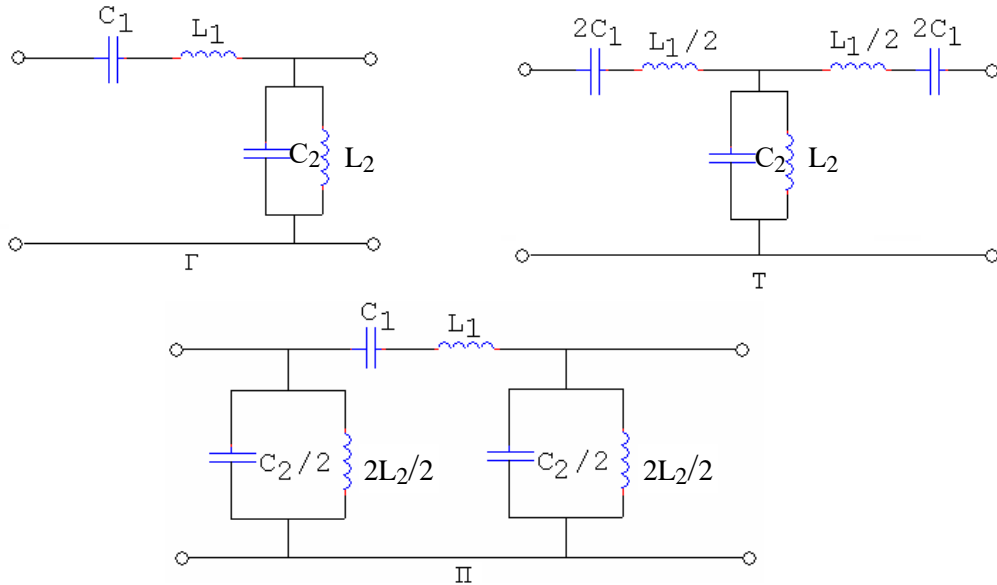 C₁ L₁
C₂ L₂
Γ
2C₁ L₁/2 L₁/2 2C₁
C₂ L₂
T
C₁ L₁
C₂/2 2L₂/2 C₂/2 2L₂/2
Π